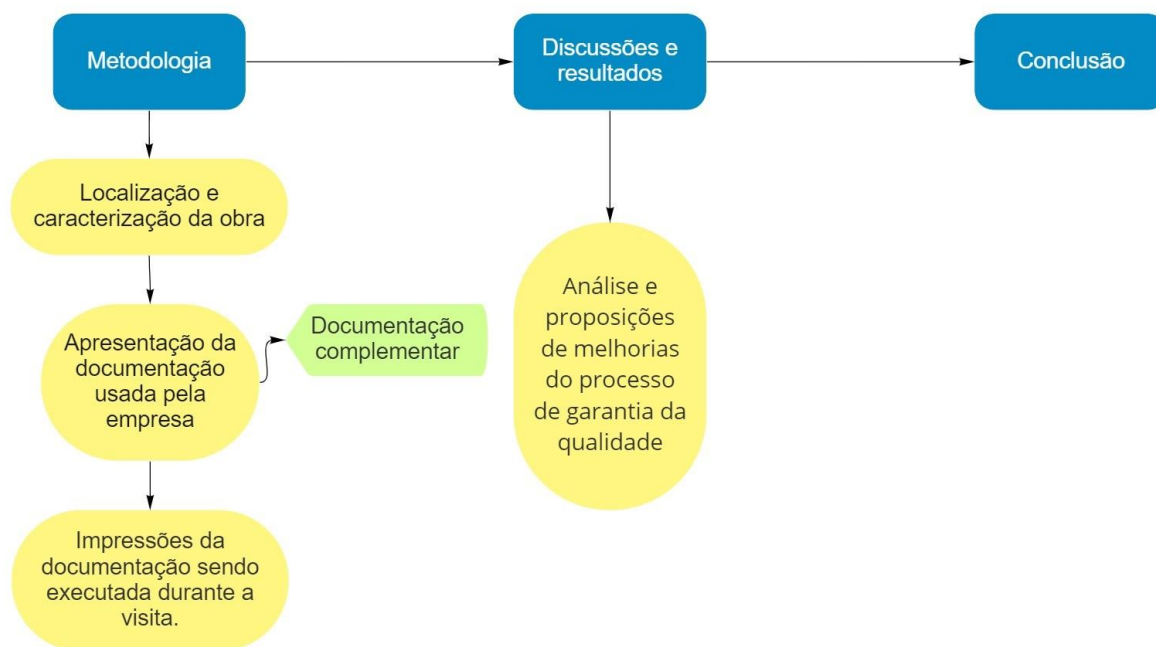 Metodologia
Discussões e
resultados
Conclusão
Localização e
caracterização da obra
Apresentação da
documentação
usada pela
empresa
Documentação
complementar
Impressões da
documentação sendo
executada durante a
visita.
Análise e
proposições
de melhorias
do processo
de garantia da
qualidade